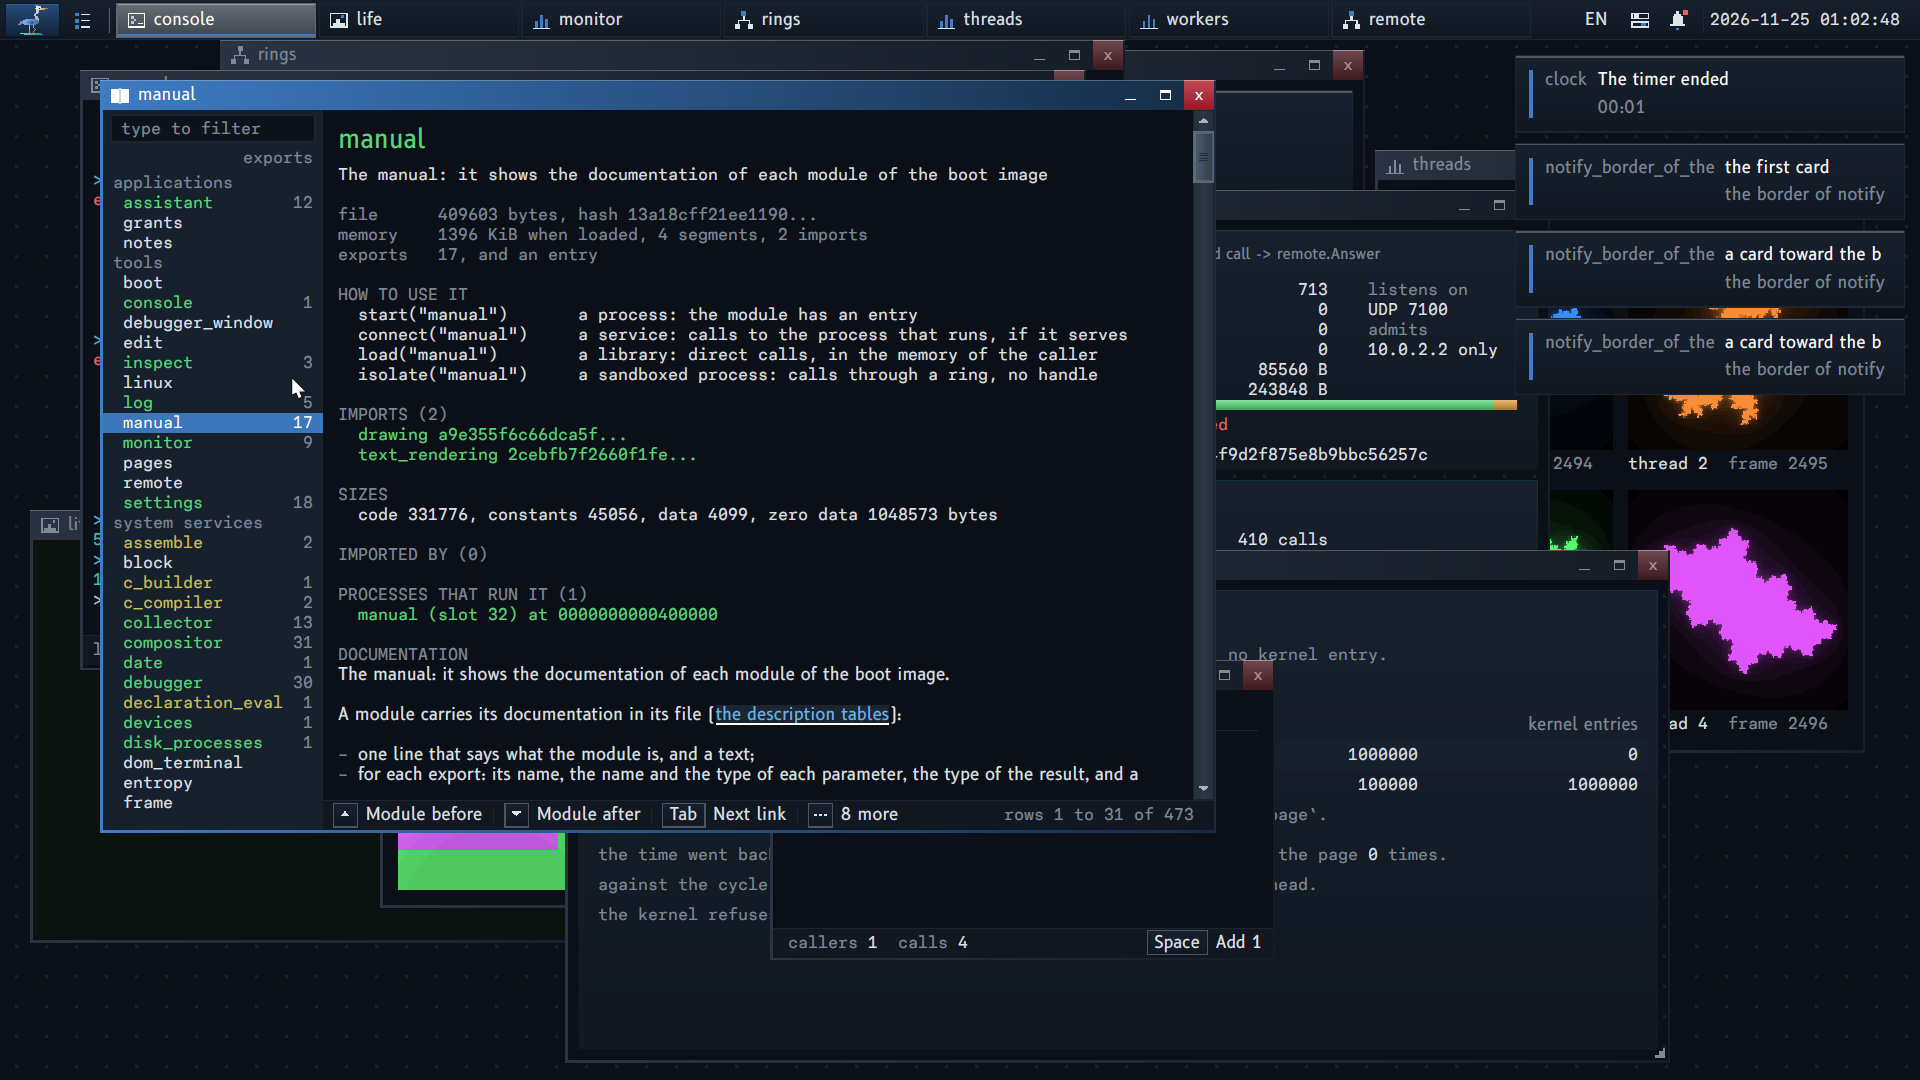 console
life
monitor
rings
threads
workers
remote
EN
2026-11-25 01:02:48
rings
x
x
manual
x
type to filter
exports
applications
assistant 12
grants
notes
tools
boot
console 1
debugger_window
edit
inspect 3
linux
log 5
manual 17
monitor 9
pages
remote
settings 18
system services
assemble 2
block
c_builder 1
c_compiler 2
collector 13
compositor 31
date 1
debugger 30
declaration_eval 1
devices 1
disk_processes 1
dom_terminal
entropy
frame
manual
The manual: it shows the documentation of each module of the boot image
file 409603 bytes, hash 13a18cff21ee1190...
memory 1396 KiB when loaded, 4 segments, 2 imports
exports 17, and an entry
HOW TO USE IT
start("manual") a process: the module has an entry
connect("manual") a service: calls to the process that runs, if it serves
load("manual") a library: direct calls, in the memory of the caller
isolate("manual") a sandboxed process: calls through a ring, no handle
IMPORTS (2)
drawing a9e355f6c66dca5f...
text_rendering 2cebfb7f2660f1fe...
SIZES
code 331776, constants 45056, data 4099, zero data 1048573 bytes
IMPORTED BY (0)
PROCESSES THAT RUN IT (1)
manual (slot 32) at 0000000000400000
DOCUMENTATION
The manual: it shows the documentation of each module of the boot image.
A module carries its documentation in its file [the description tables]:
- one line that says what the module is, and a text;
- for each export: its name, the name and the type of each parameter, the type of the result, and a
Module before
Module after
Tab Next link
... 8 more
rows 1 to 31 of 473
clock The timer ended
00:01
notify_border_of_the the first card
the border of notify
notify_border_of_the a card toward the b
the border of notify
notify_border_of_the a card toward the b
the border of notify
threads
call -> remote.Answer
713 listens on
0 UDP 7100
0 admits
0 10.0.2.2 only
85560 B
243848 B
f9d2f875e8b9bbc56257c
410 calls
2494
thread 2 frame 2495
ad 4 frame 2496
x
no kernel entry.
x
kernel entries
1000000 0
100000 1000000
age`.
the time went bac
the page 0 times.
against the cycle
ead.
the kernel refuse
callers 1 calls 4
Space Add 1
li